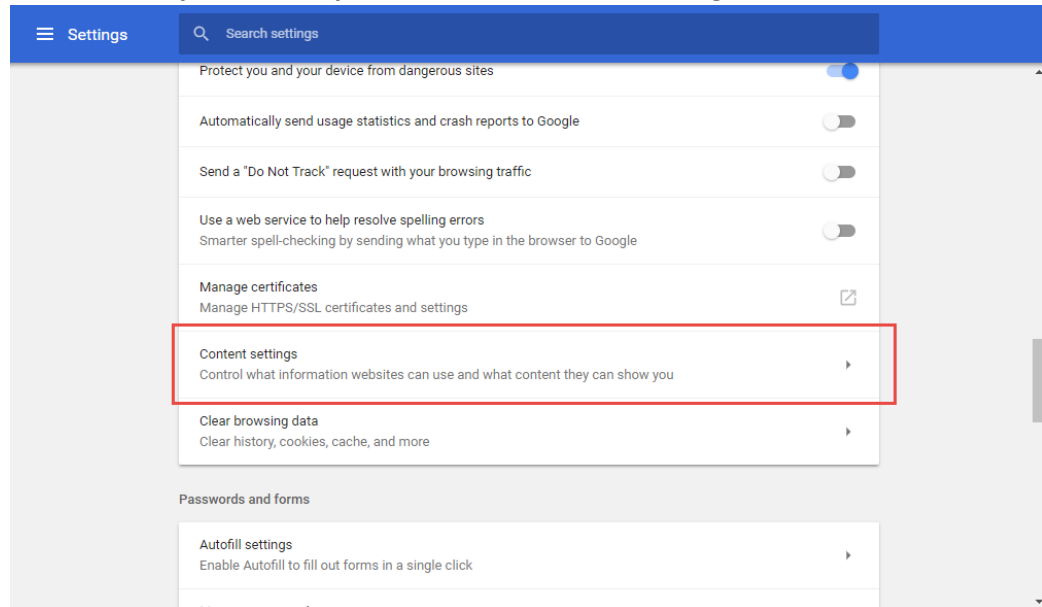 Settings
Search settings
Protect you and your device from dangerous sites
Automatically send usage statistics and crash reports to Google
Send a "Do Not Track" request with your browsing traffic
Use a web service to help resolve spelling errors
Smarter spell-checking by sending what you type in the browser to Google
Manage certificates
Manage HTTPS/SSL certificates and settings
Content settings
Control what information websites can use and what content they can show you
Clear browsing data
Clear history, cookies, cache, and more
Passwords and forms
Autofill settings
Enable Autofill to fill out forms in a single click